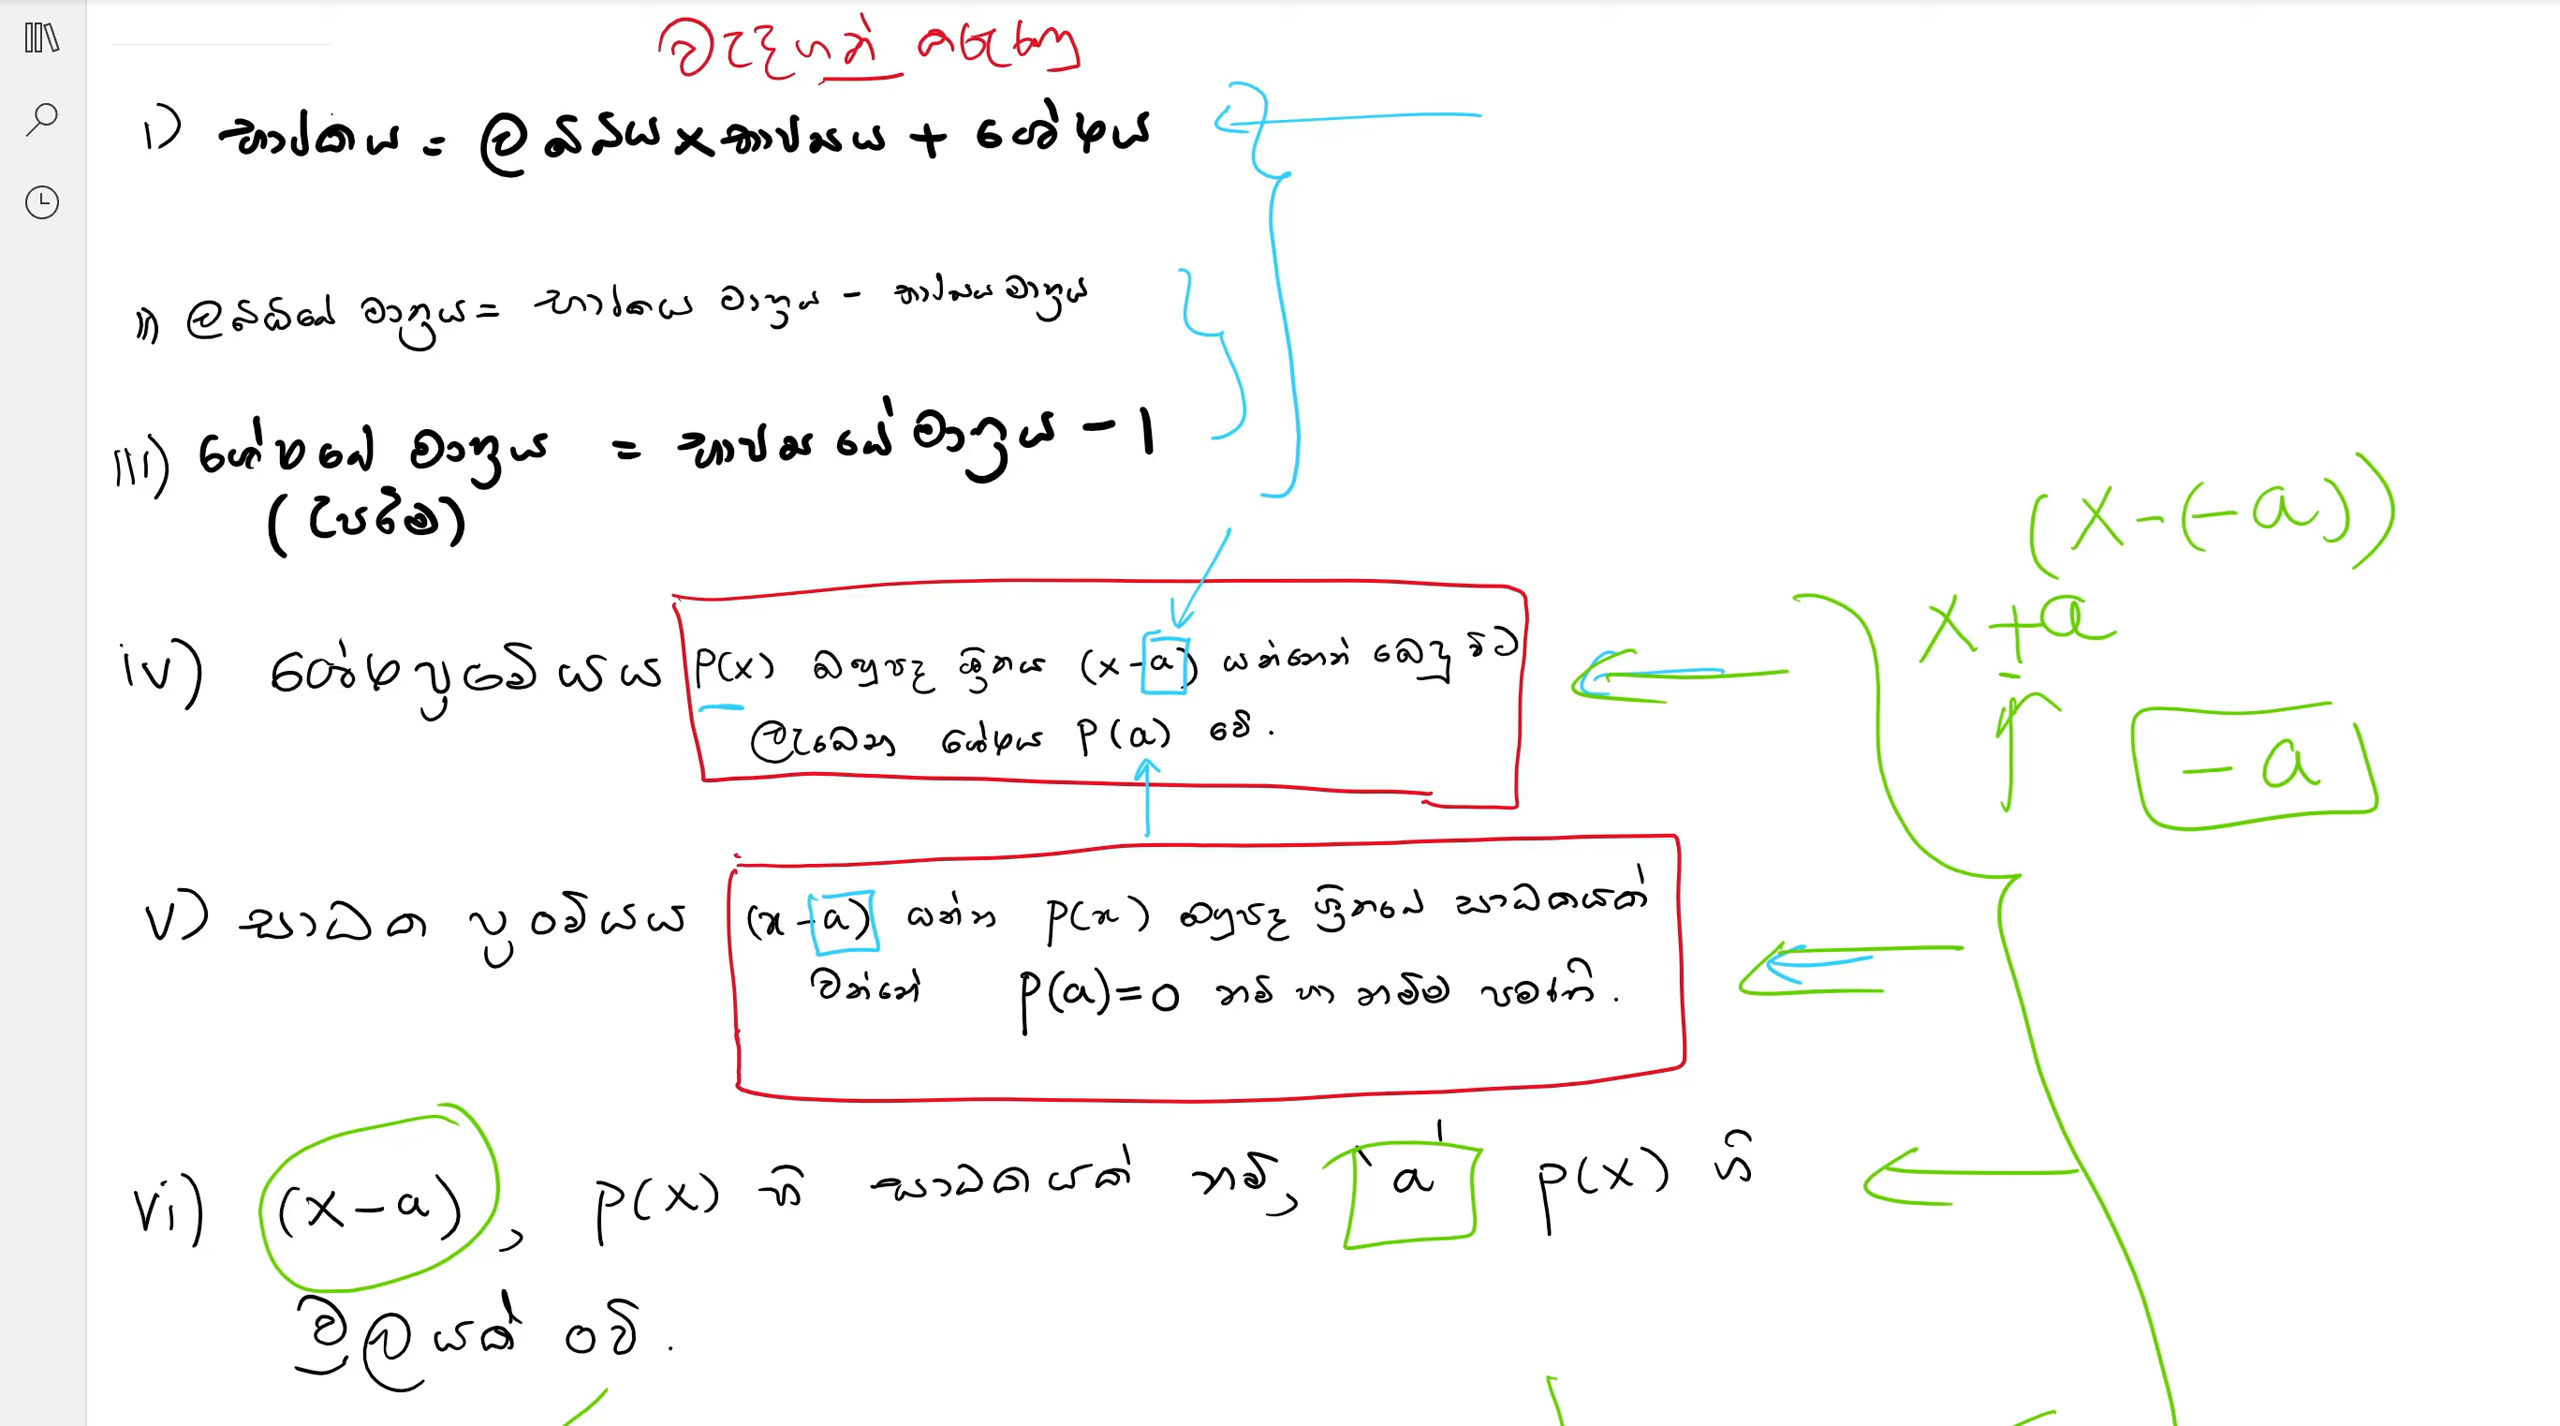 වැදගත් කරුණු
i) භාජ්‍යය = ලබ්ධිය × භාජකය + ශේෂය
ii) ලබ්ධියේ මාත්‍රය = භාජ්‍යය මාත්‍රය - භාජකය මාත්‍රය
iii) ශේෂයේ මාත්‍රය = භාජකයේ මාත්‍රය - 1
(උපරිම)
(x-(-a))
x+a
-a
iv) ශේෂ ප්‍රමේයය P(x) බහුපද ශ්‍රිතය (x-a) යන්නෙන් බෙදූ විට
ලැබෙන ශේෂය P(a) වේ.
v) සාධක ප්‍රමේයය (x-a) යන්න P(x) බහුපද ශ්‍රිතයේ සාධකයක්
වන්නේ P(a)=0 නම් හා නම්ම පමණි.
vi) (x-a), P(x) හි සාධකයක් නම්, 'a' P(x) හි
මූලයක් වේ.